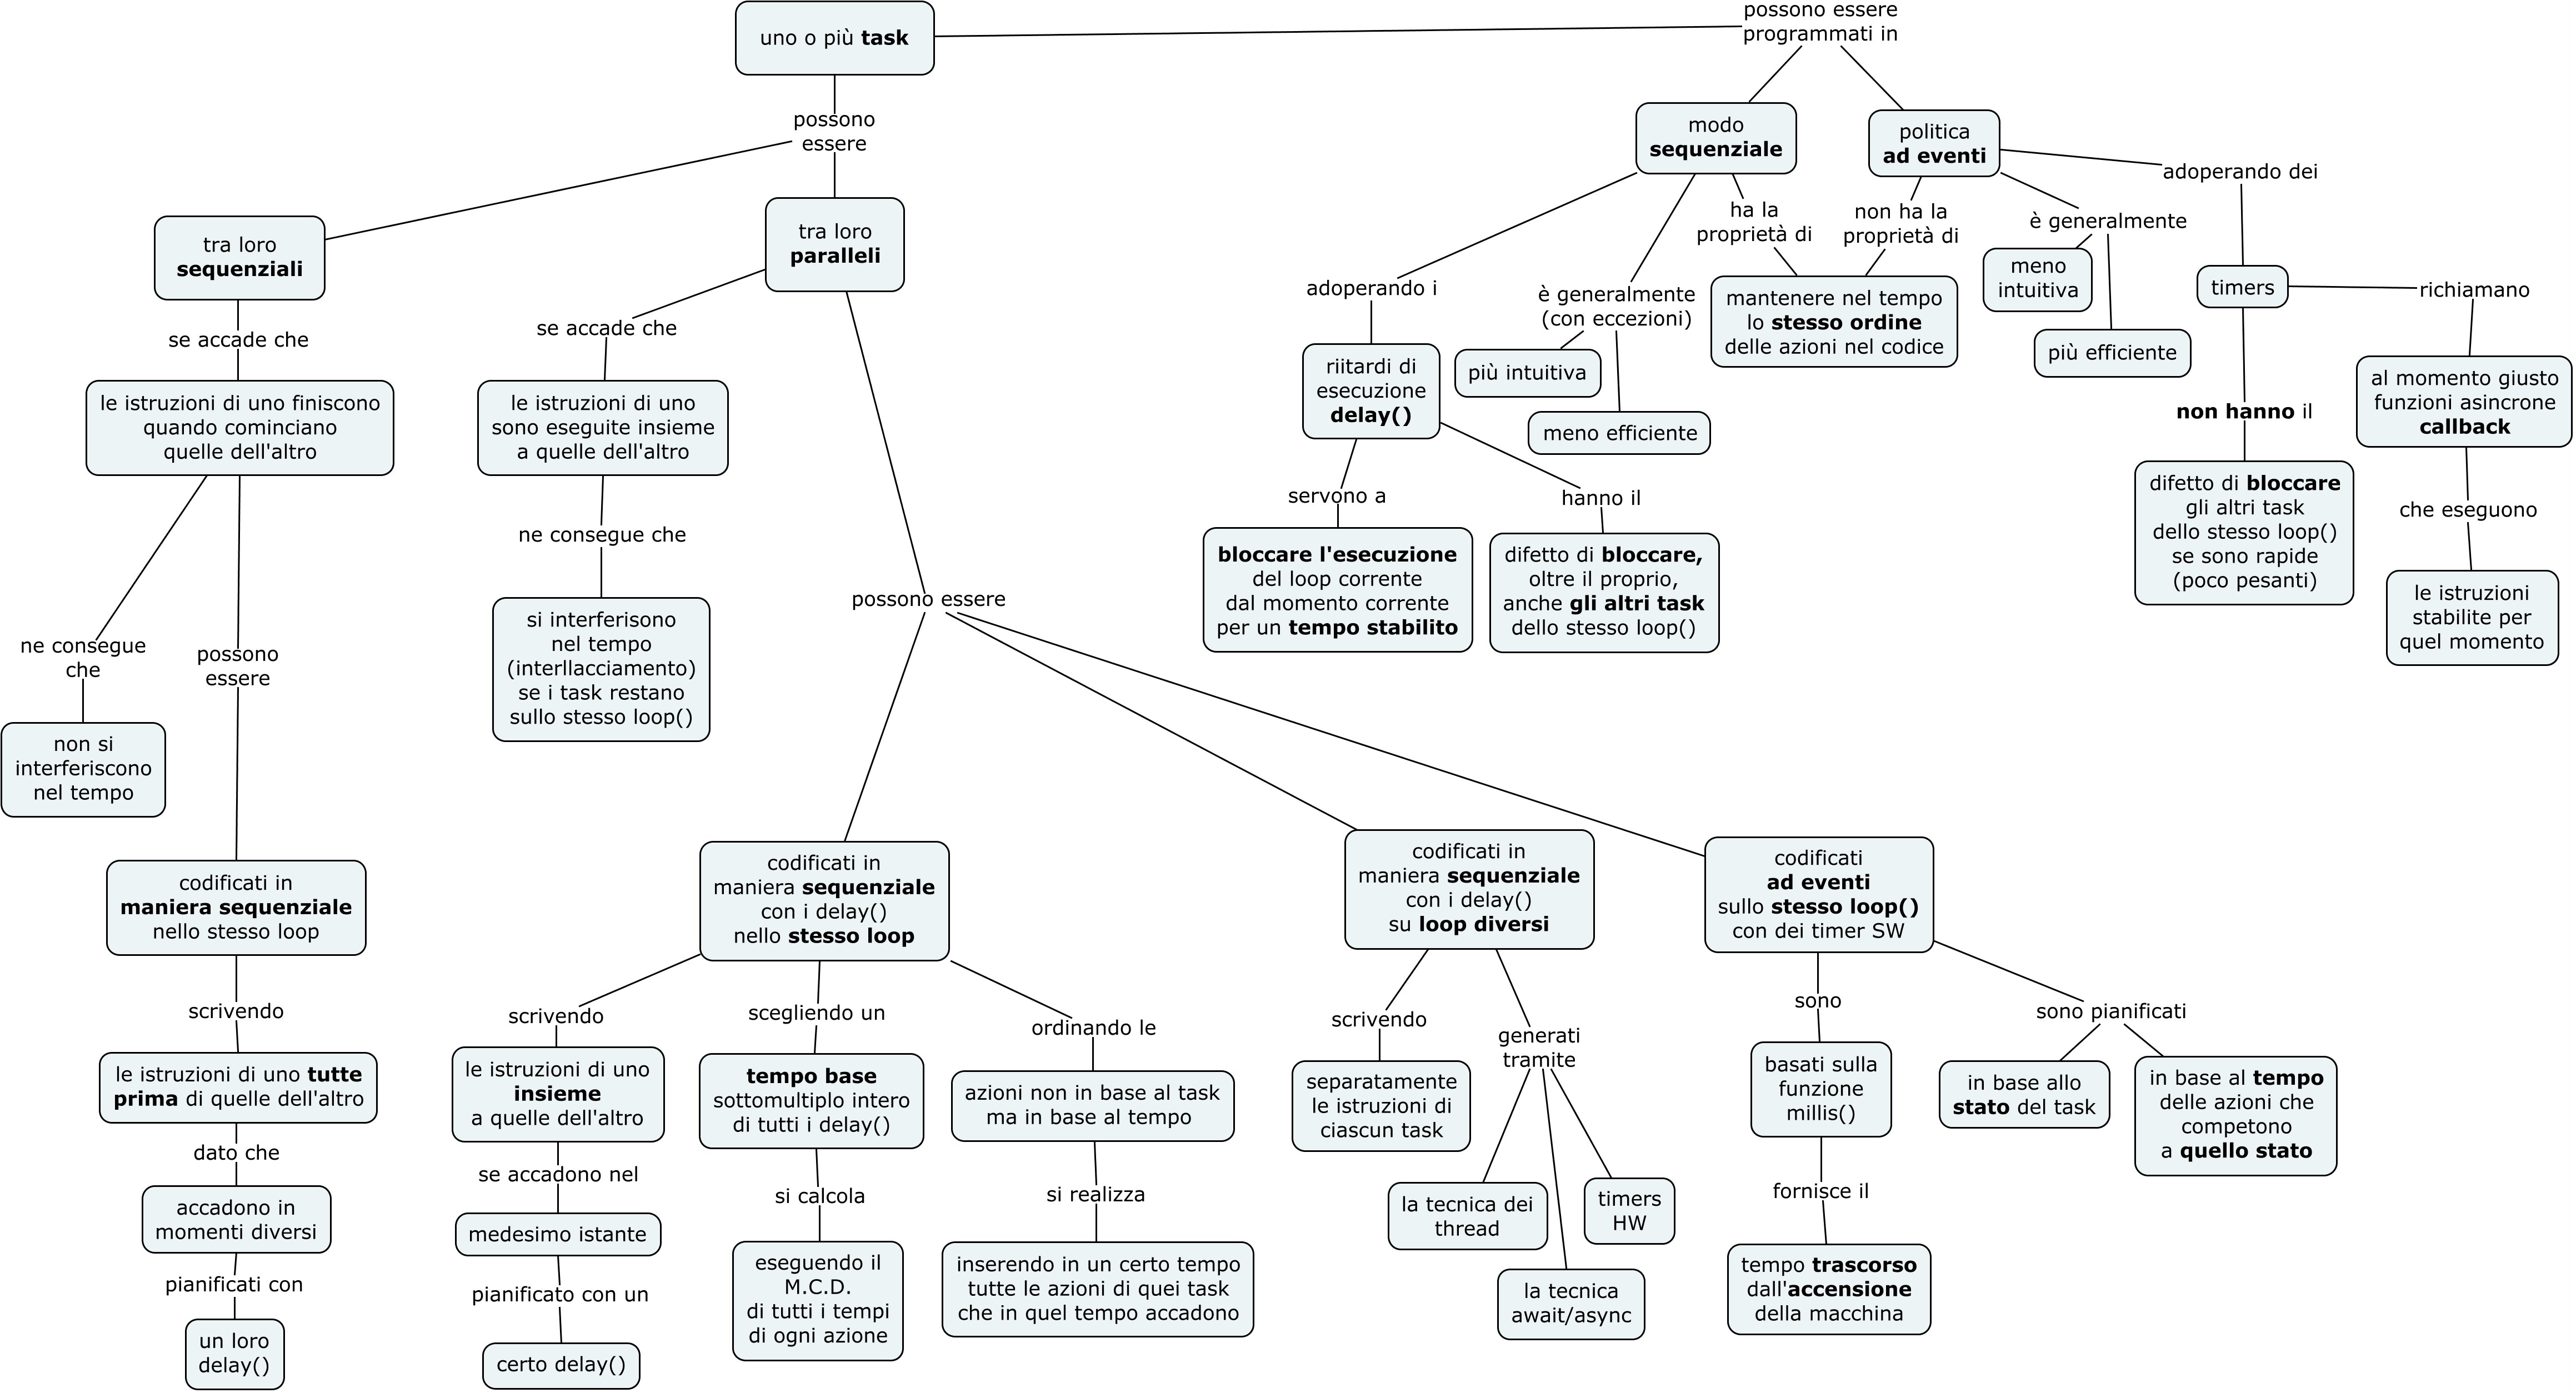 uno o più task
possono essere
programmati in
possono
essere
modo
sequenziale
politica
ad eventi
adoperando dei
tra loro
sequenziali
tra loro
paralleli
ha la
proprietà di
non ha la
proprietà di
è generalmente
meno
intuitiva
più efficiente
timers
richiamano
adoperando i
è generalmente
(con eccezioni)
mantenere nel tempo
lo stesso ordine
delle azioni nel codice
se accade che
se accade che
riitardi di
esecuzione
delay()
più intuitiva
meno efficiente
non hanno il
al momento giusto
funzioni asincrone
callback
le istruzioni di uno finiscono
quando cominciano
quelle dell'altro
le istruzioni di uno
sono eseguite insieme
a quelle dell'altro
servono a
hanno il
difetto di bloccare
gli altri task
dello stesso loop()
se sono rapide
(poco pesanti)
che eseguono
ne consegue che
bloccare l'esecuzione
del loop corrente
dal momento corrente
per un tempo stabilito
difetto di bloccare,
oltre il proprio,
anche gli altri task
dello stesso loop()
le istruzioni
stabilite per
quel momento
possono essere
si interferisono
nel tempo
(interllacciamento)
se i task restano
sullo stesso loop()
ne consegue
che
possono
essere
non si
interferiscono
nel tempo
codificati in
maniera sequenziale
nello stesso loop
codificati in
maniera sequenziale
con i delay()
nello stesso loop
codificati in
maniera sequenziale
con i delay()
su loop diversi
codificati
ad eventi
sullo stesso loop()
con dei timer SW
scrivendo
scrivendo
scegliendo un
ordinando le
scrivendo
generati
tramite
sono
sono pianificati
le istruzioni di uno tutte
prima di quelle dell'altro
le istruzioni di uno
insieme
a quelle dell'altro
tempo base
sottomultiplo intero
di tutti i delay()
azioni non in base al task
ma in base al tempo
separatamente
le istruzioni di
ciascun task
basati sulla
funzione
millis()
in base allo
stato del task
in base al tempo
delle azioni che
competono
a quello stato
dato che
se accadono nel
si calcola
si realizza
la tecnica dei
thread
timers
HW
fornisce il
accadono in
momenti diversi
medesimo istante
eseguendo il
M.C.D.
di tutti i tempi
di ogni azione
inserendo in un certo tempo
tutte le azioni di quei task
che in quel tempo accadono
la tecnica
await/async
tempo trascorso
dall'accensione
della macchina
pianificati con
pianificato con un
un loro
delay()
certo delay()